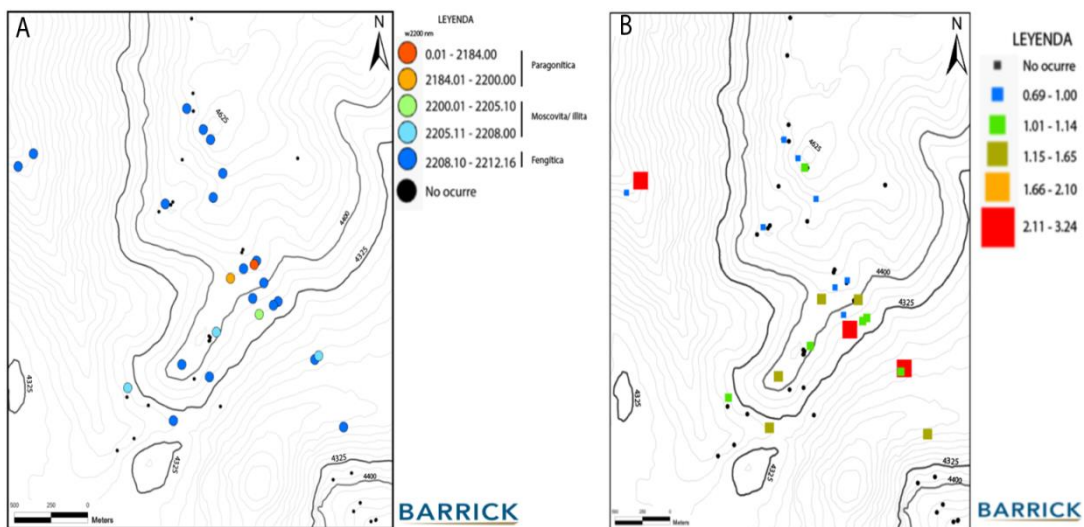 A
N
LEYENDA
w2200 nm
0.01 - 2184.00
2184.01 - 2200.00
Paragonítica
2200.01 - 2205.10
Moscovita/ illita
2205.11 - 2208.00
2208.10 - 2212.16
Fengítica
No ocurre
4625
4400
4325
4325
4325
4325
4400
500 250 0
Meters
BARRICK
B
N
LEYENDA
No ocurre
0.69 - 1.00
1.01 - 1.14
1.15 - 1.65
1.66 - 2.10
2.11 - 3.24
4625
4400
4325
4325
4325
4325
4400
Meters
BARRICK